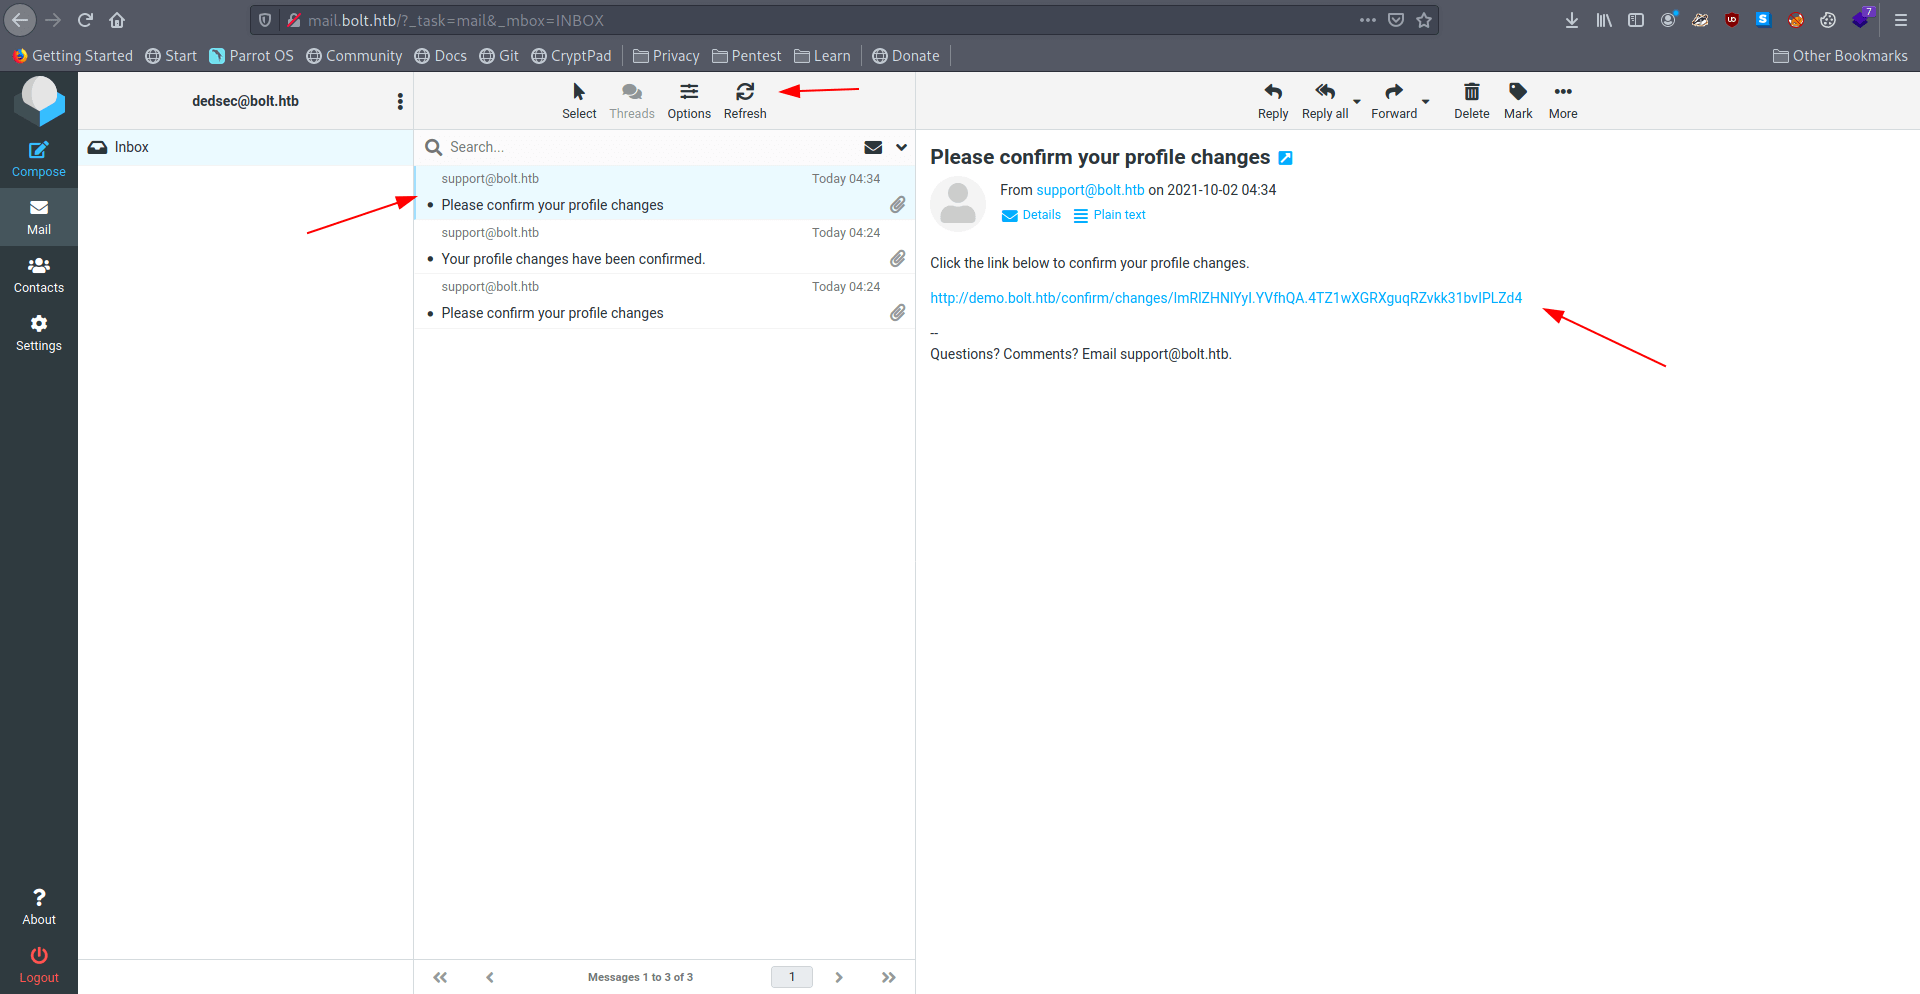 mail.bolt.htb/?_task=mail&_mbox=INBOX
7
Getting Started
Start
Parrot OS
Community
Docs
Git
CryptPad
Privacy
Pentest
Learn
Donate
Other Bookmarks
Compose
Mail
Contacts
Settings
About
Logout
dedsec@bolt.htb
Inbox
Select
Threads
Options
Refresh
Search...
support@bolt.htb Today 04:34
Please confirm your profile changes
support@bolt.htb Today 04:24
Your profile changes have been confirmed.
support@bolt.htb Today 04:24
Please confirm your profile changes
Messages 1 to 3 of 3
1
Reply
Reply all
Forward
Delete
Mark
More
Please confirm your profile changes
From support@bolt.htb on 2021-10-02 04:34
Details
Plain text
Click the link below to confirm your profile changes.
http://demo.bolt.htb/confirm/changes/ImRlZHNlYyI.YVfhQA.4TZ1wXGRXguqRZvkk31bvIPLZd4
--
Questions? Comments? Email support@bolt.htb.